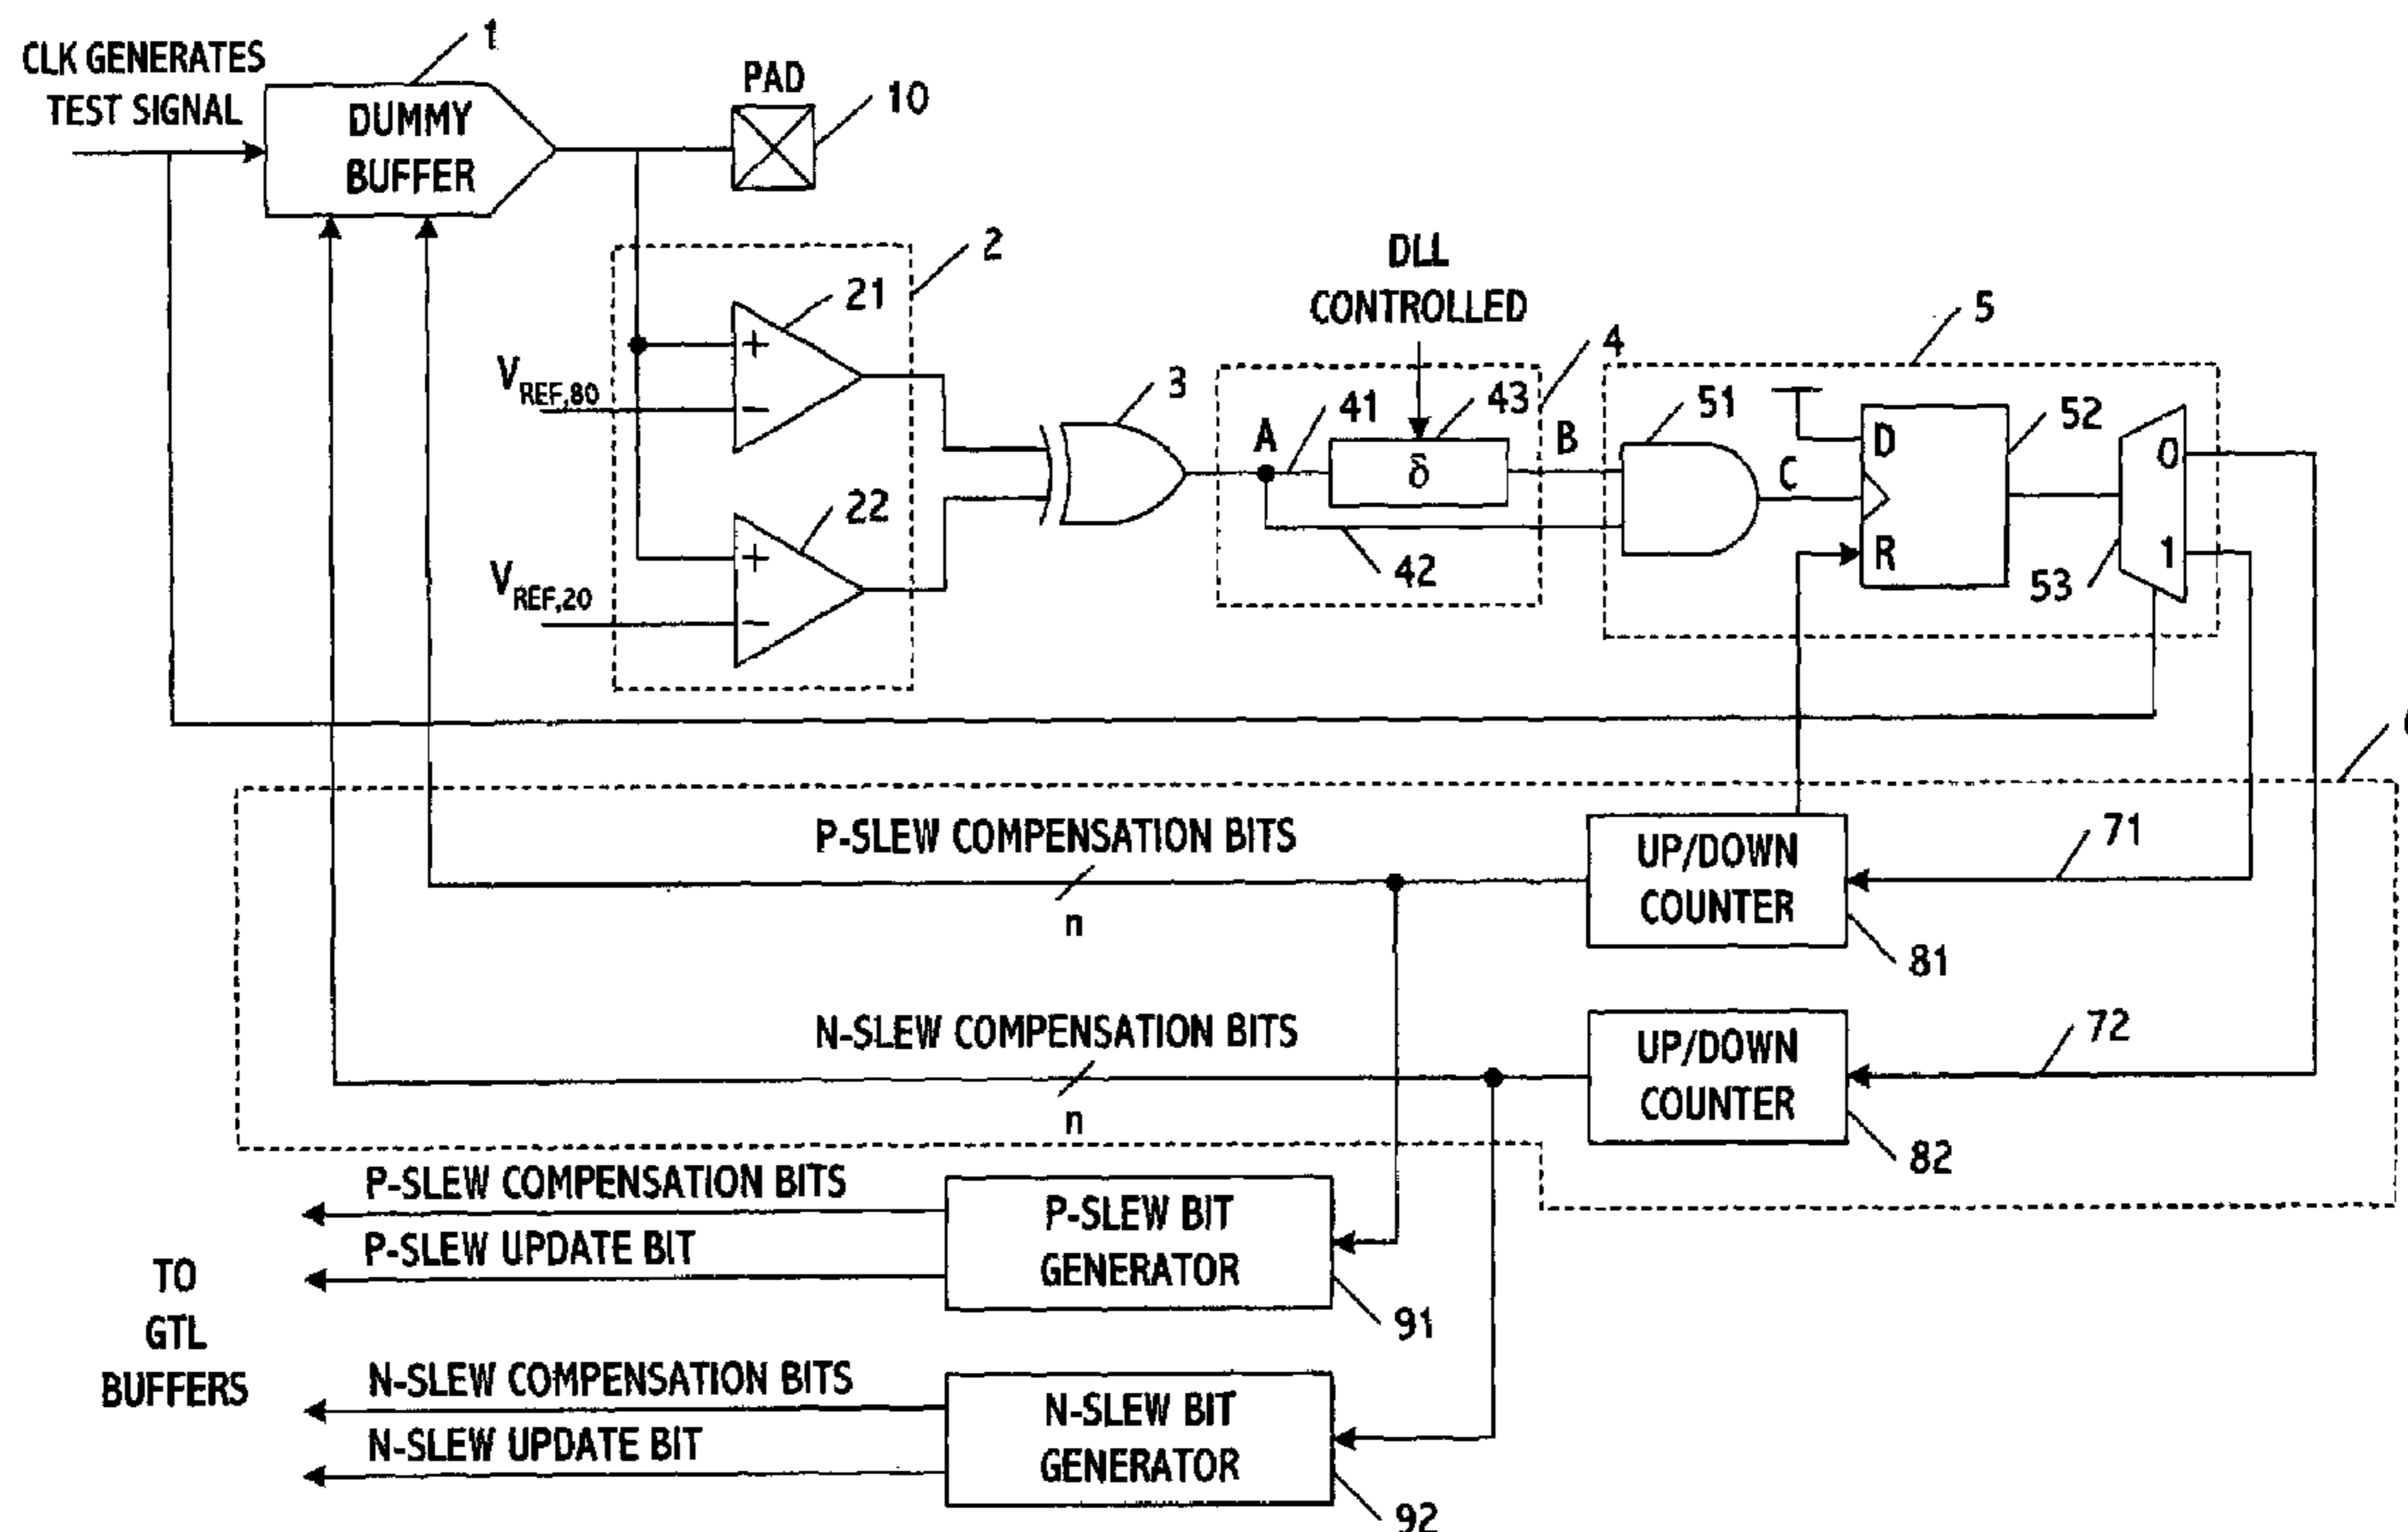 1
CLK GENERATES
TEST SIGNAL
DUMMY
BUFFER
PAD
10
2
21
V REF,80
+
−
22
V REF,20
+
−
3
DLL
CONTROLLED
4
A
41
43
δ
42
B
5
51
C
D
R
52
0
1
53
P-SLEW COMPENSATION BITS
n
UP/DOWN
COUNTER
71
81
N-SLEW COMPENSATION BITS
n
UP/DOWN
COUNTER
72
82
P-SLEW COMPENSATION BITS
P-SLEW UPDATE BIT
P-SLEW BIT
GENERATOR
91
TO
GTL
BUFFERS
N-SLEW COMPENSATION BITS
N-SLEW UPDATE BIT
N-SLEW BIT
GENERATOR
92